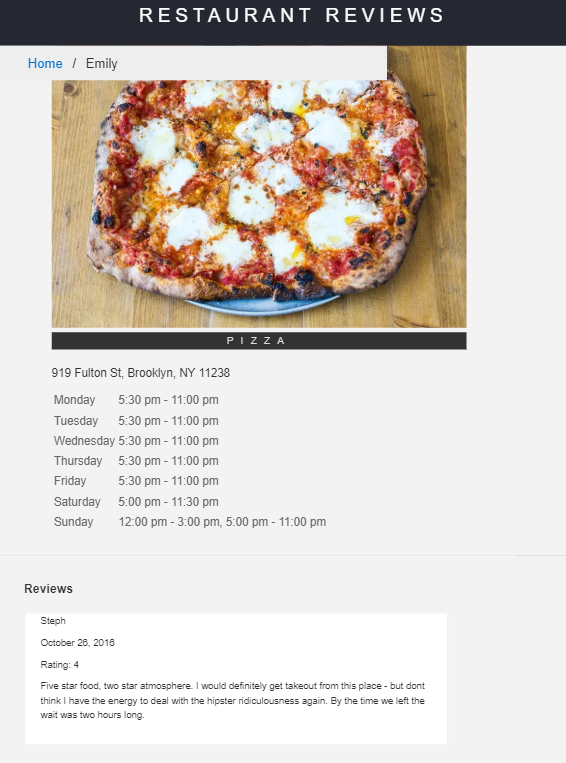 RESTAURANT REVIEWS
Home / Emily
PIZZA
919 Fulton St, Brooklyn, NY 11238
Monday 5:30 pm - 11:00 pm
Tuesday 5:30 pm - 11:00 pm
Wednesday 5:30 pm - 11:00 pm
Thursday 5:30 pm - 11:00 pm
Friday 5:30 pm - 11:00 pm
Saturday 5:00 pm - 11:30 pm
Sunday 12:00 pm - 3:00 pm, 5:00 pm - 11:00 pm
Reviews
Steph
October 26, 2016
Rating: 4
Five star food, two star atmosphere. I would definitely get takeout from this place - but dont
think I have the energy to deal with the hipster ridiculousness again. By the time we left the
wait was two hours long.